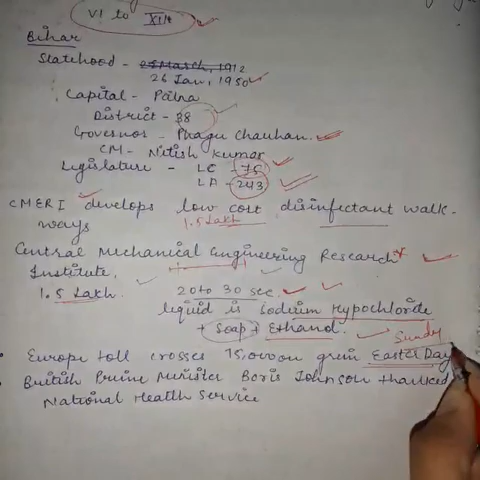 VI to XIIth
Bihar
Statehood - 25 March, 1912
26 Jan, 1950
Capital - Patna
District - 38
Governor - Phagu Chauhan.
CM - Nitish Kumar
Legislature - LC - 75
LA - 243
CMERI develops low cost disinfectant walk-
ways 1.5 Lakh
Central Mechanical Engineering Research
Institute.
1.5 Lakh. 20 to 30 sec.
liquid is Sodium Hypochlorite
+ Soap + Ethanol.
Sunday
Europe toll crosses 75,000 on grim Easter Day
British Prime Minister Boris Johnson thanked
National Health Service